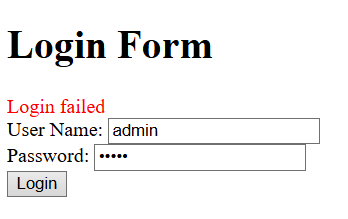 Login Form
Login failed
User Name: admin
Password: •••••
Login